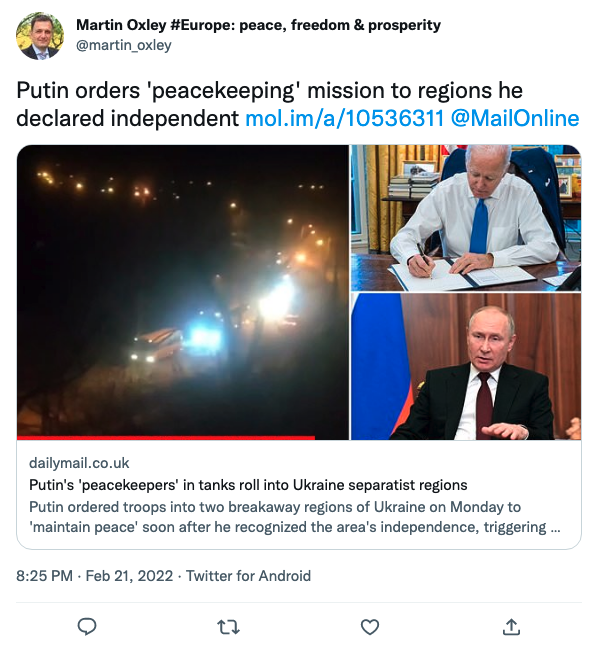 Martin Oxley #Europe: peace, freedom & prosperity
@martin_oxley
Putin orders 'peacekeeping' mission to regions he
declared independent mol.im/a/10536311 @MailOnline
dailymail.co.uk
Putin's 'peacekeepers' in tanks roll into Ukraine separatist regions
Putin ordered troops into two breakaway regions of Ukraine on Monday to
'maintain peace' soon after he recognized the area's independence, triggering ...
8:25 PM · Feb 21, 2022 · Twitter for Android